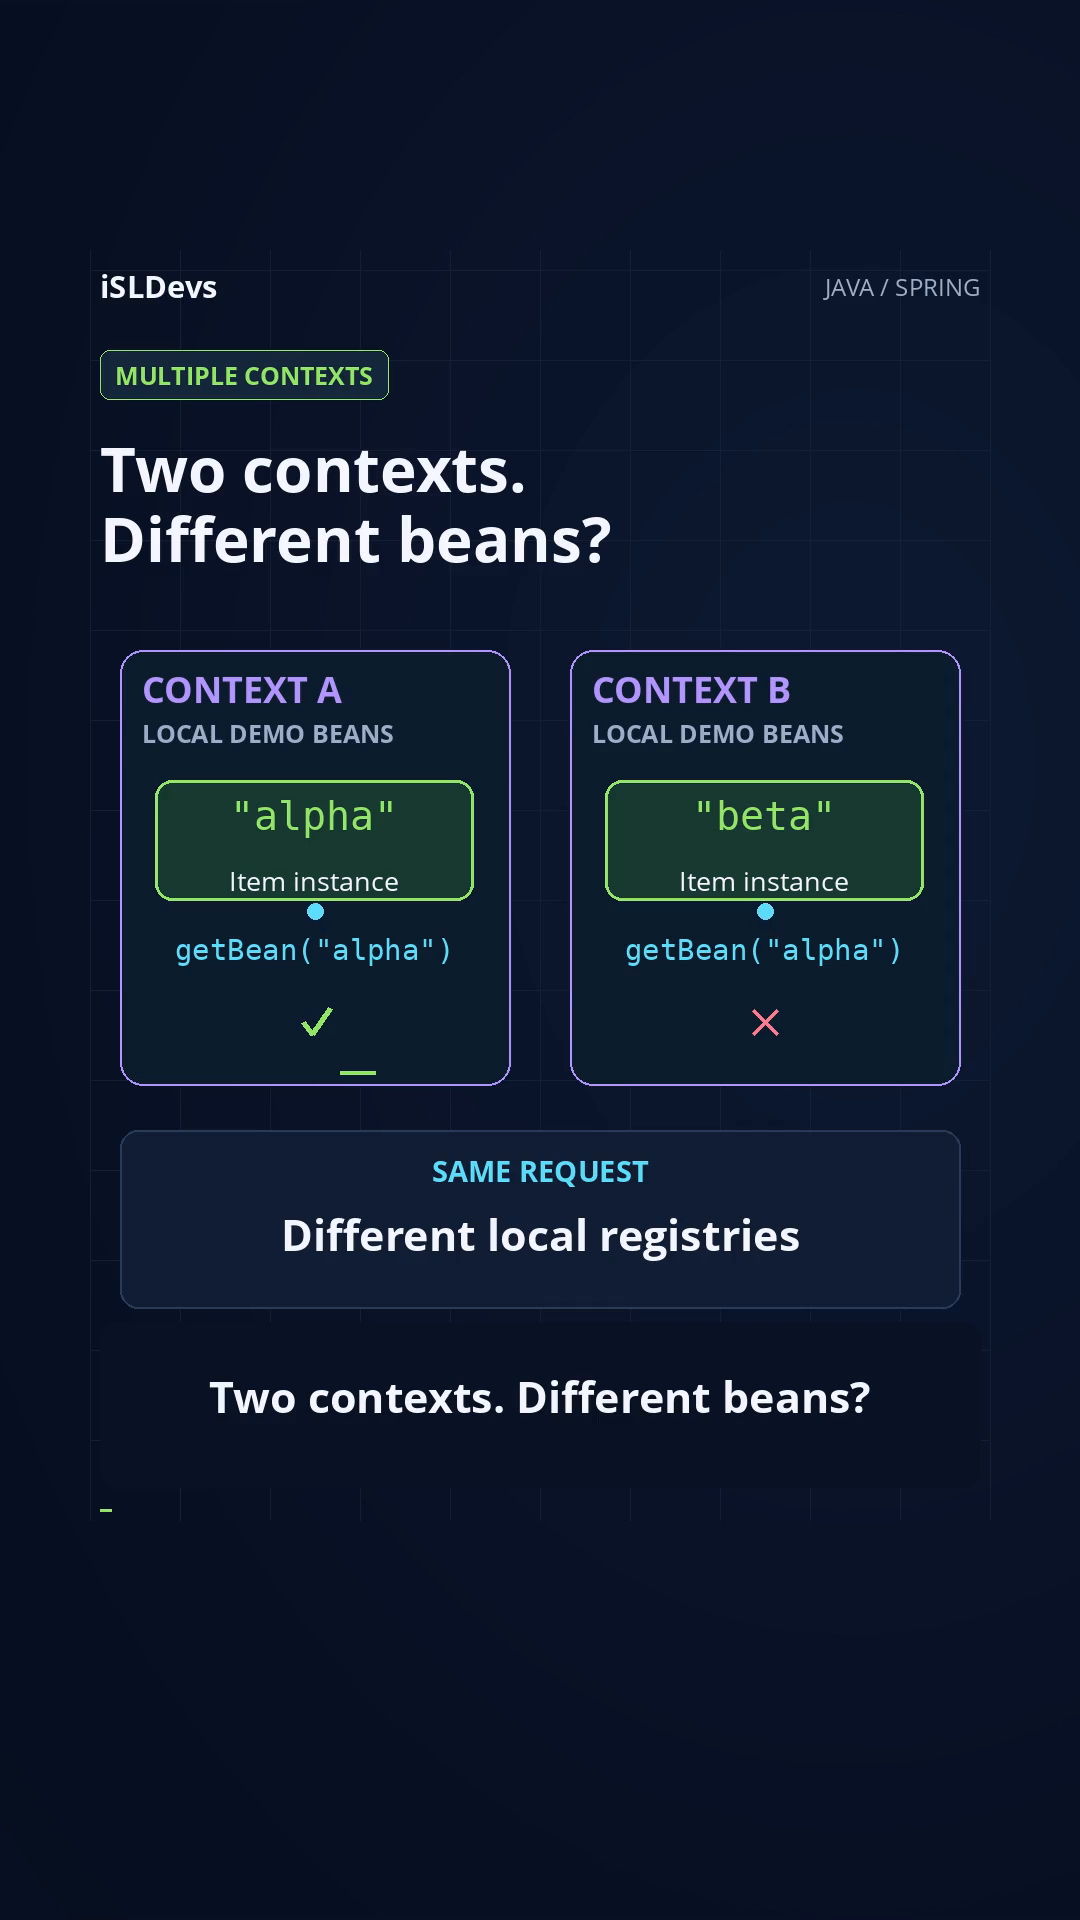 iSLDevs
JAVA / SPRING
MULTIPLE CONTEXTS
Two contexts.
Different beans?
CONTEXT A
LOCAL DEMO BEANS
"alpha"
Item instance
getBean("alpha")
CONTEXT B
LOCAL DEMO BEANS
"beta"
Item instance
getBean("alpha")
SAME REQUEST
Different local registries
Two contexts. Different beans?